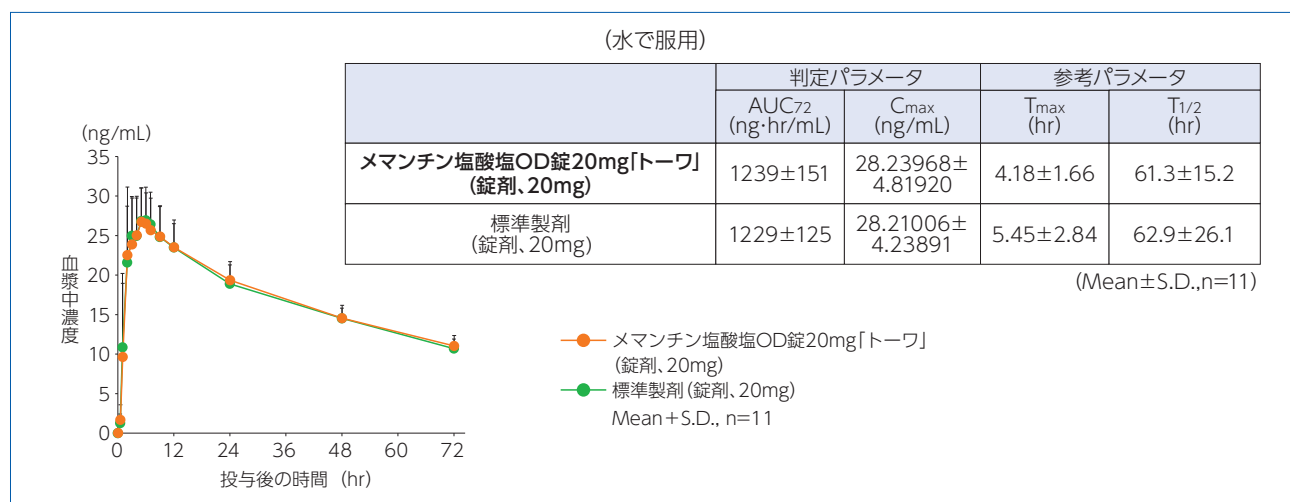 (水で服用)
判定パラメータ 参考パラメータ
AUC72 Cmax Tmax T1/2
(ng·hr/mL) (ng/mL) (hr) (hr)
メマンチン塩酸塩OD錠20mg「トーワ」
(錠剤、20mg)
1239±151
28.23968±
4.81920
4.18±1.66
61.3±15.2
標準製剤
(錠剤、20mg)
1229±125
28.21006±
4.23891
5.45±2.84
62.9±26.1
(Mean±S.D.,n=11)
(ng/mL)
35
30
25
20
15
10
5
0
血漿中濃度
0 12 24 36 48 60 72
投与後の時間 (hr)
メマンチン塩酸塩OD錠20mg「トーワ」
(錠剤、20mg)
標準製剤(錠剤、20mg)
Mean+S.D., n=11